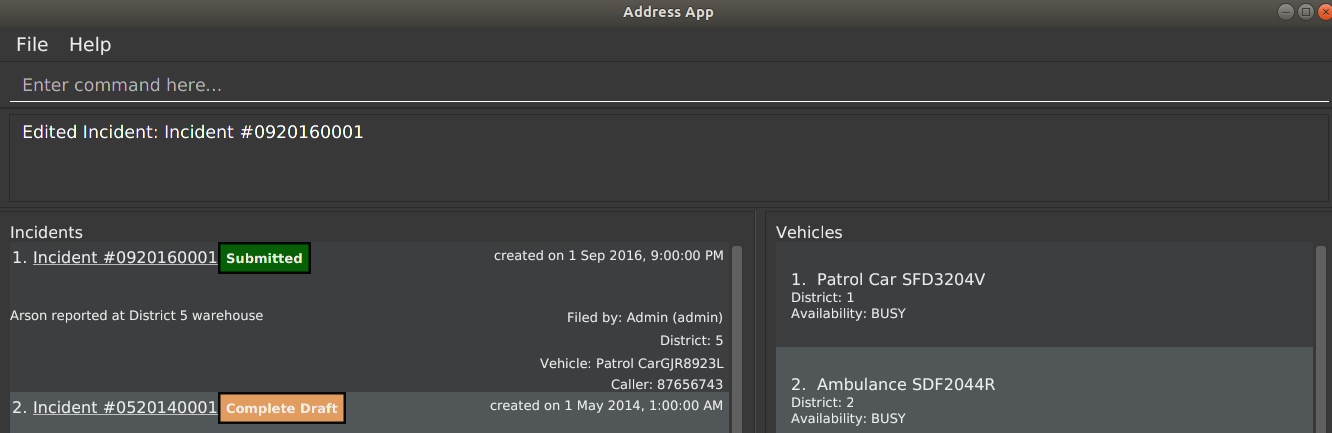 Address App
File Help
Enter command here...
Edited Incident: Incident #0920160001
Incidents
1. Incident #0920160001 Submitted created on 1 Sep 2016, 9:00:00 PM
Arson reported at District 5 warehouse
Filed by: Admin (admin)
District: 5
Vehicle: Patrol CarGJR8923L
Caller: 87656743
2. Incident #0520140001 Complete Draft created on 1 May 2014, 1:00:00 AM
Vehicles
1. Patrol Car SFD3204V
District: 1
Availability: BUSY
2. Ambulance SDF2044R
District: 2
Availability: BUSY